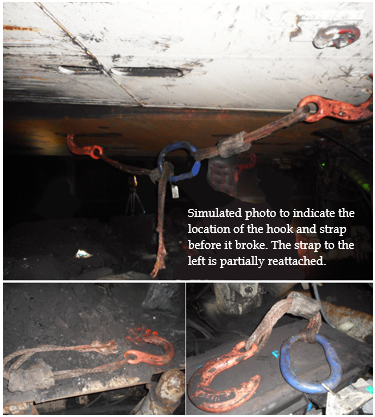 Simulated photo to indicate the
location of the hook and strap
before it broke. The strap to the
left is partially reattached.